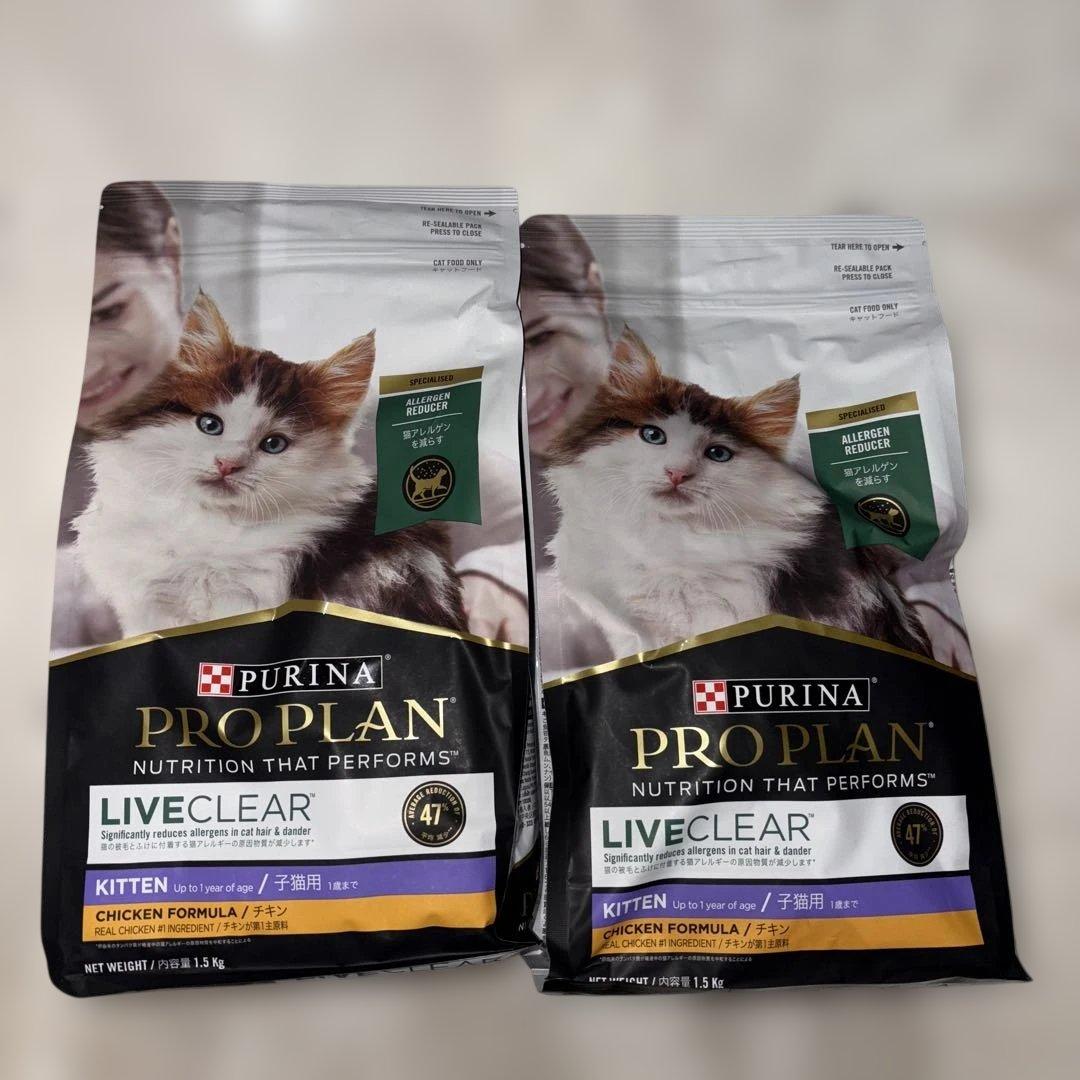 TEAR HERE TO OPEN
RE-SEALABLE PACK
PRESS TO CLOSE
CAT FOOD ONLY
キャットフード
SPECIALISED
ALLERGEN
REDUCER
猫アレルゲン
を減らす
PURINA®
PRO PLAN®
NUTRITION THAT PERFORMS™
LIVECLEAR™
Significantly reduces allergens in cat hair & dander
猫の被毛とふけに付着する猫アレルギーの原因物質が減少します*
AVERAGE REDUCTION OF
47%
平均 減少
KITTEN Up to 1 year of age / 子猫用 1歳まで
CHICKEN FORMULA / チキン
REAL CHICKEN #1 INGREDIENT / チキンが第1主原料
NET WEIGHT / 内容量 1.5 Kg
TEAR HERE TO OPEN
RE-SEALABLE PACK
PRESS TO CLOSE
CAT FOOD ONLY
キャットフード
SPECIALISED
ALLERGEN
REDUCER
猫アレルゲン
を減らす
PURINA®
PRO PLAN®
NUTRITION THAT PERFORMS™
LIVECLEAR™
Significantly reduces allergens in cat hair & dander
猫の被毛とふけに付着する猫アレルギーの原因物質が減少します*
AVERAGE REDUCTION OF
47%
KITTEN Up to 1 year of age / 子猫用 1歳まで
CHICKEN FORMULA / チキン
REAL CHICKEN #1 INGREDIENT / チキンが第1主原料
NET WEIGHT / 内容量 1.5 Kg